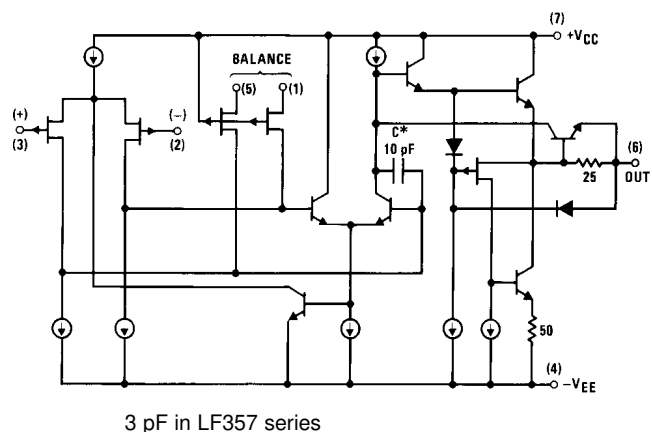 (7)
+VCC
BALANCE
(5) (1)
(+)
(3)
(−)
(2)
C*
10 pF
(6)
OUT
25
50
(4)
−VEE
3 pF in LF357 series